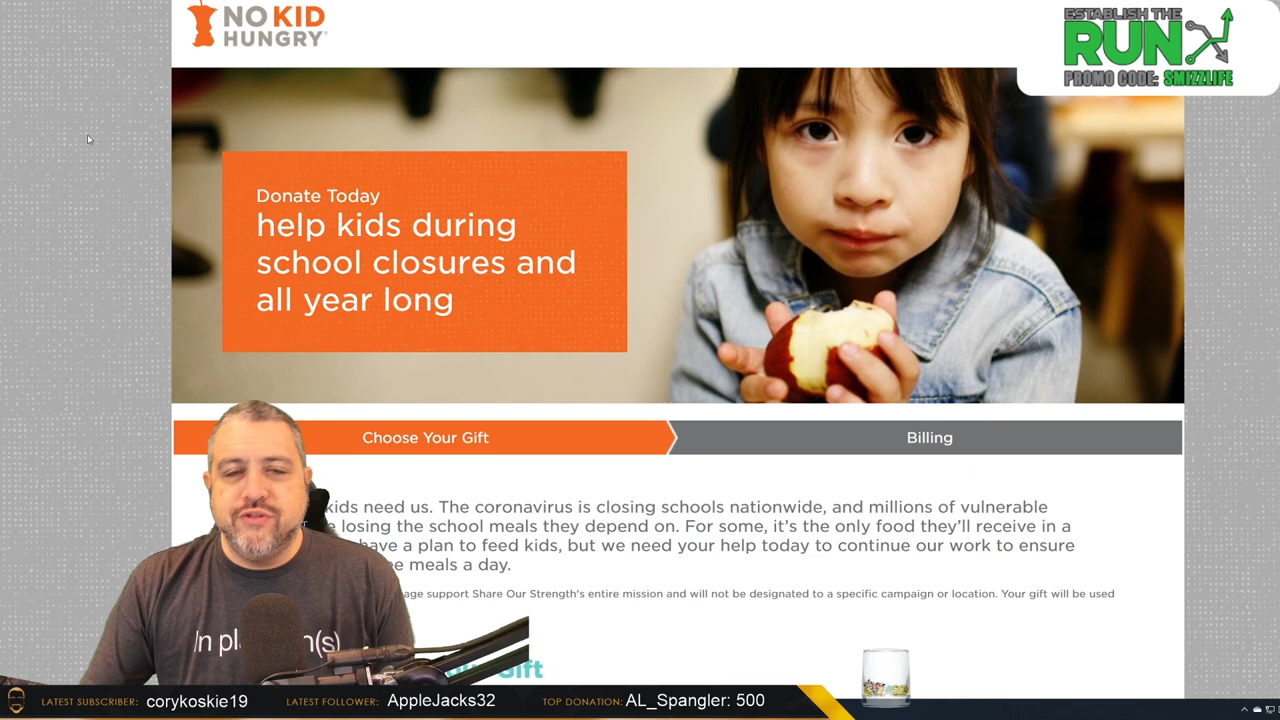 NO KID
HUNGRY
ESTABLISH THE
RUN
PROMO CODE: SMIZZLIFE
Donate Today
help kids during
school closures and
all year long
Choose Your Gift
Billing
kids need us. The coronavirus is closing schools nationwide, and millions of vulnerable
losing the school meals they depend on. For some, it's the only food they'll receive in a
have a plan to feed kids, but we need your help today to continue our work to ensure
meals a day.
support Share Our Strength's entire mission and will not be designated to a specific campaign or location. Your gift will be used
In pl n(s)
Gift
LATEST SUBSCRIBER: corykoskie19
LATEST FOLLOWER: AppleJacks32
TOP DONATION: AL_Spangler: 500